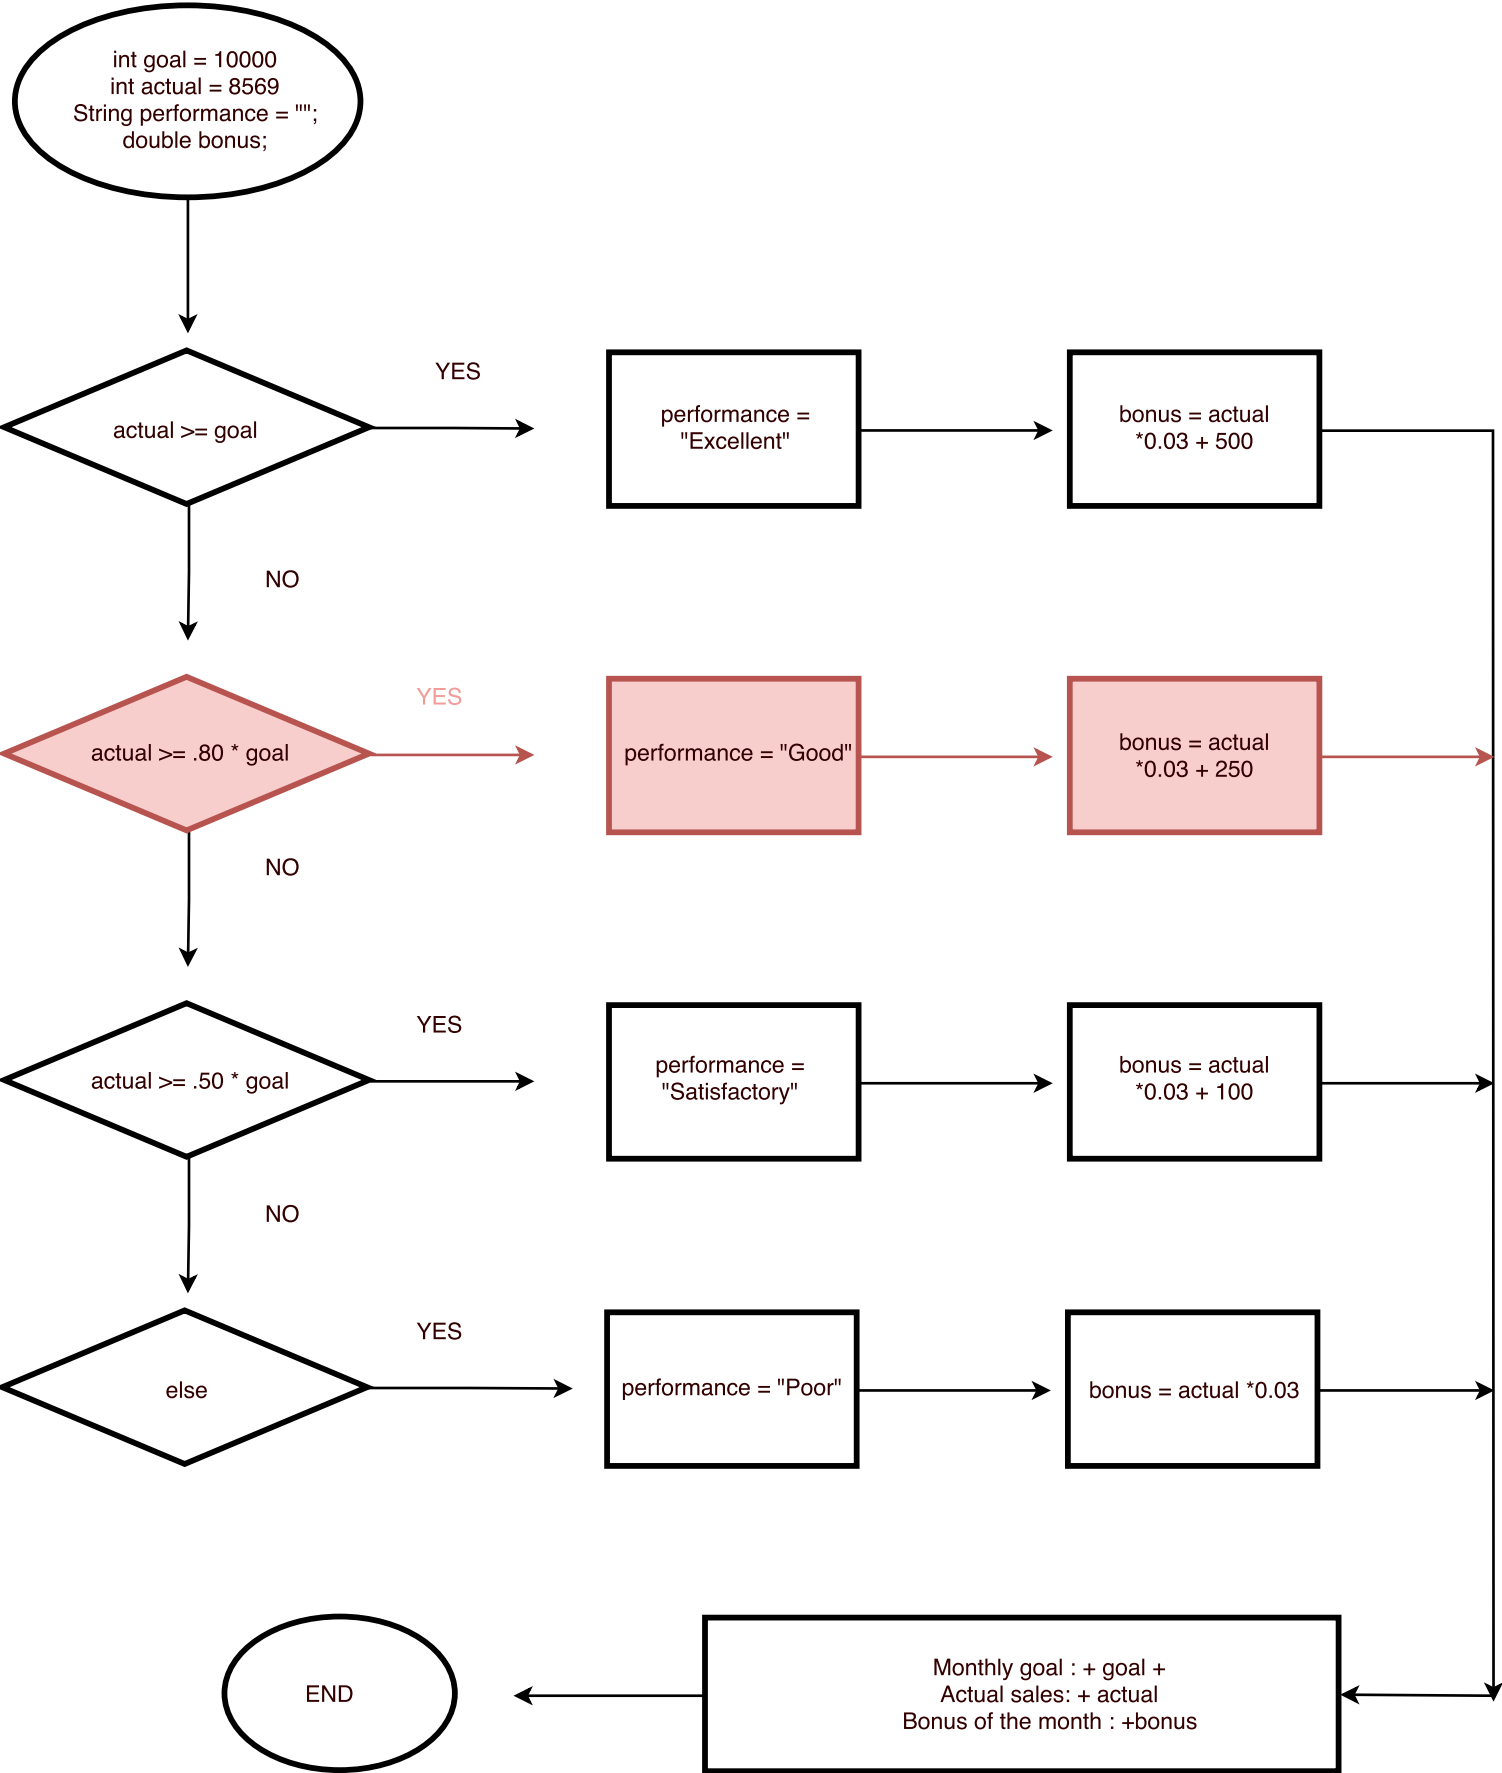 int goal = 10000
int actual = 8569
String performance = "";
double bonus;
actual >= goal
YES
performance =
"Excellent"
bonus = actual
*0.03 + 500
NO
actual >= .80 * goal
YES
performance = "Good"
bonus = actual
*0.03 + 250
NO
actual >= .50 * goal
YES
performance =
"Satisfactory"
bonus = actual
*0.03 + 100
NO
else
YES
performance = "Poor"
bonus = actual *0.03
Monthly goal : + goal +
Actual sales: + actual
Bonus of the month : +bonus
END